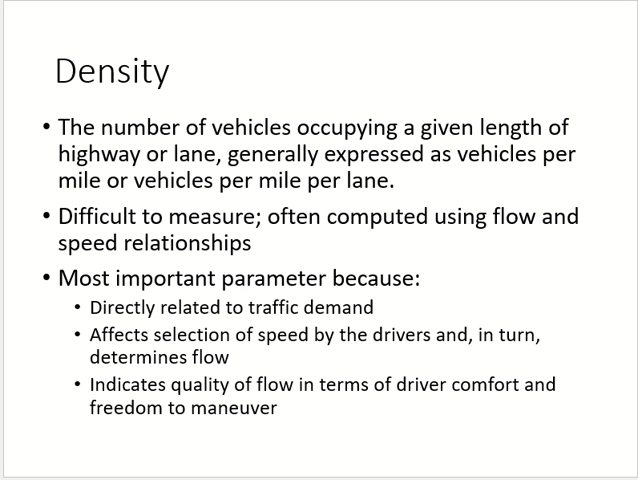 Density
• The number of vehicles occupying a given length of
highway or lane, generally expressed as vehicles per
mile or vehicles per mile per lane.
• Difficult to measure; often computed using flow and
speed relationships
• Most important parameter because:
• Directly related to traffic demand
• Affects selection of speed by the drivers and, in turn,
determines flow
• Indicates quality of flow in terms of driver comfort and
freedom to maneuver